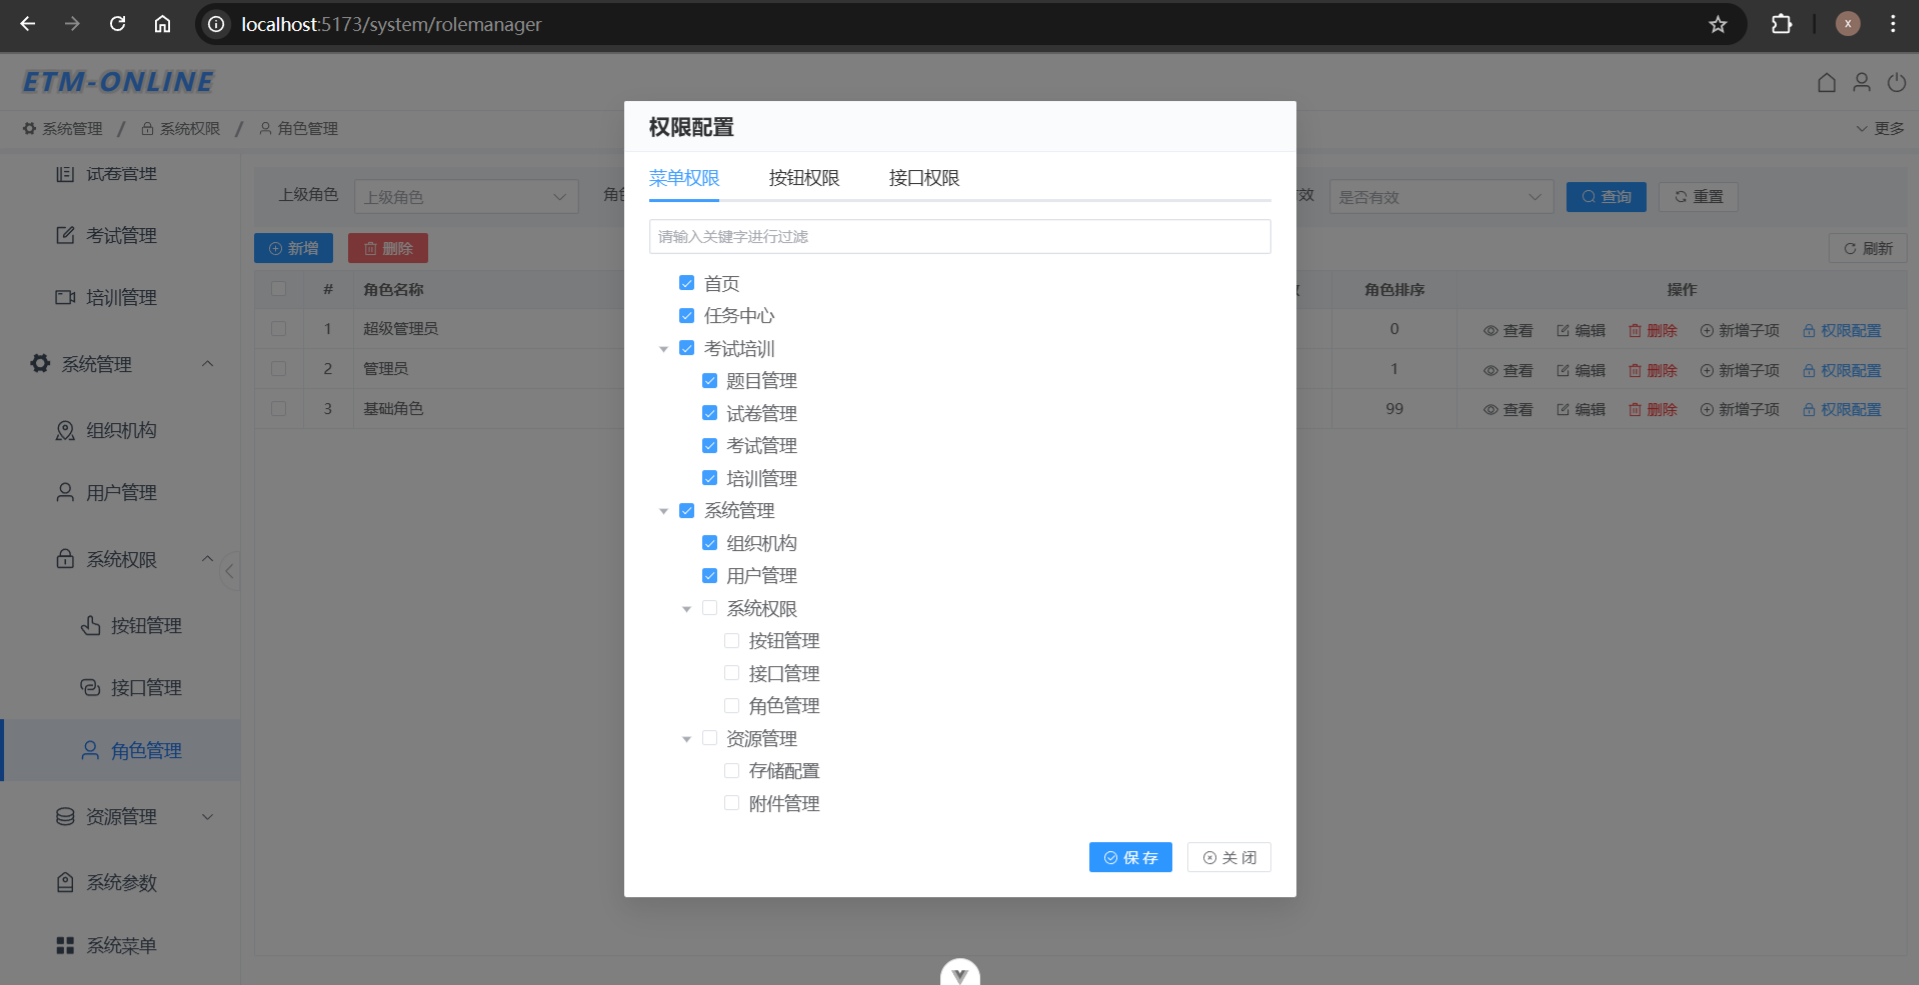 localhost:5173/system/rolemanager
x
ETM-ONLINE
系统管理 / 系统权限 / 角色管理
更多
试卷管理
考试管理
培训管理
系统管理
组织机构
用户管理
系统权限
按钮管理
接口管理
角色管理
资源管理
系统参数
系统菜单
上级角色 上级角色
查询 重置
是否有效
新增 删除
刷新
# 角色名称 角色排序 操作
1 超级管理员 0 查看 编辑 删除 新增子项 权限配置
2 管理员 1 查看 编辑 删除 新增子项 权限配置
3 基础角色 99 查看 编辑 删除 新增子项 权限配置
权限配置
菜单权限 按钮权限 接口权限
请输入关键字进行过滤
首页
任务中心
考试培训
题目管理
试卷管理
考试管理
培训管理
系统管理
组织机构
用户管理
系统权限
按钮管理
接口管理
角色管理
资源管理
存储配置
附件管理
保 存 关 闭